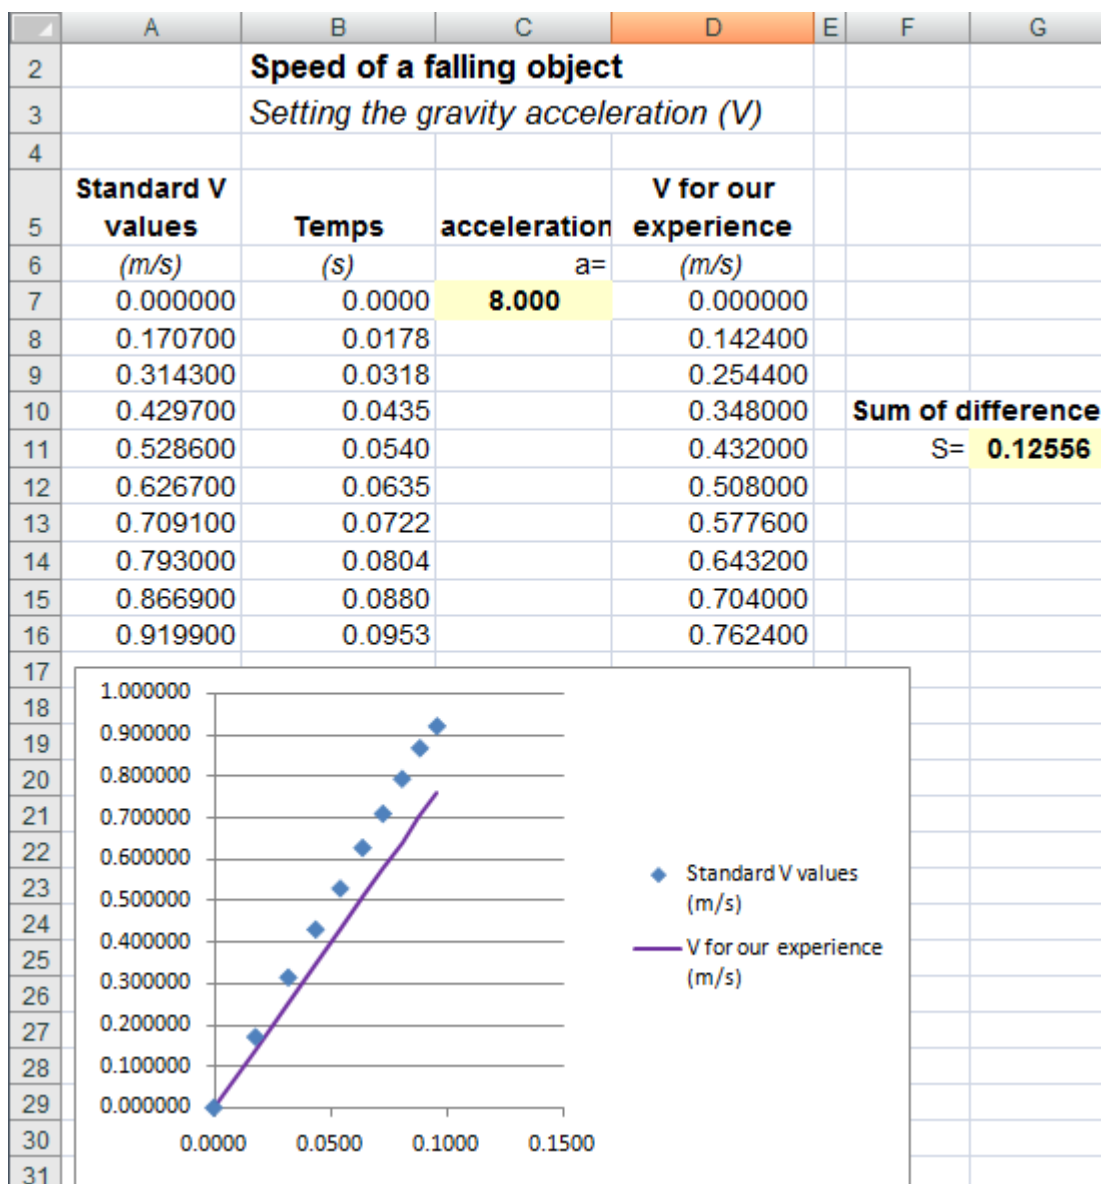 A B C D E F G
2 Speed of a falling object
3 Setting the gravity acceleration (V)
4
Standard V V for our
5 values Temps acceleration experience
6 (m/s) (s) a= (m/s)
7 0.000000 0.0000 8.000 0.000000
8 0.170700 0.0178 0.142400
9 0.314300 0.0318 0.254400
10 0.429700 0.0435 0.348000 Sum of difference
11 0.528600 0.0540 0.432000 S= 0.12556
12 0.626700 0.0635 0.508000
13 0.709100 0.0722 0.577600
14 0.793000 0.0804 0.643200
15 0.866900 0.0880 0.704000
16 0.919900 0.0953 0.762400
17
18
19
20
21
22
23
24
25
26
27
28
29
30
31
1.000000
0.900000
0.800000
0.700000
0.600000
0.500000
0.400000
0.300000
0.200000
0.100000
0.000000
0.0000 0.0500 0.1000 0.1500
Standard V values
(m/s)
V for our experience
(m/s)